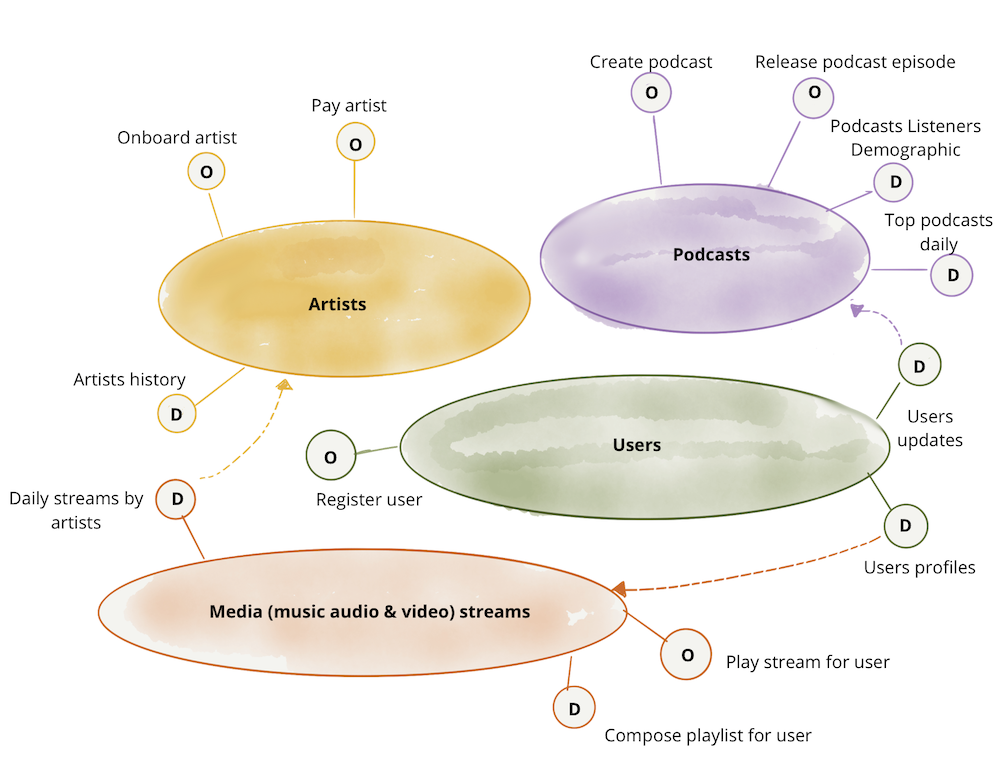 Create podcast
O
Release podcast episode
O
Podcasts Listeners
Demographic
D
Top podcasts
daily
D
Podcasts
Pay artist
O
Onboard artist
O
Artists
Artists history
D
Users
updates
D
Users
O
Register user
D
Users profiles
Daily streams by
artists
D
Media (music audio & video) streams
O
Play stream for user
D
Compose playlist for user